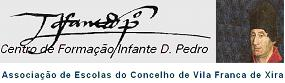 Centro de Formação Infante D. Pedro
Associação de Escolas do Concelho de Vila Franca de Xira